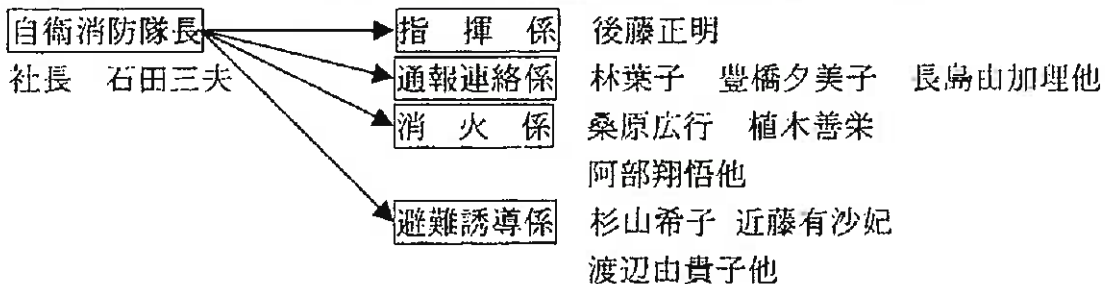 自衛消防隊長 指揮係 後藤正明
社長 石田三夫 通報連絡係 林葉子 豊橋夕美子 長島由加理他
消火係 桑原広行 植木善栄
阿部翔悟他
避難誘導係 杉山希子 近藤有沙妃
渡辺由貴子他